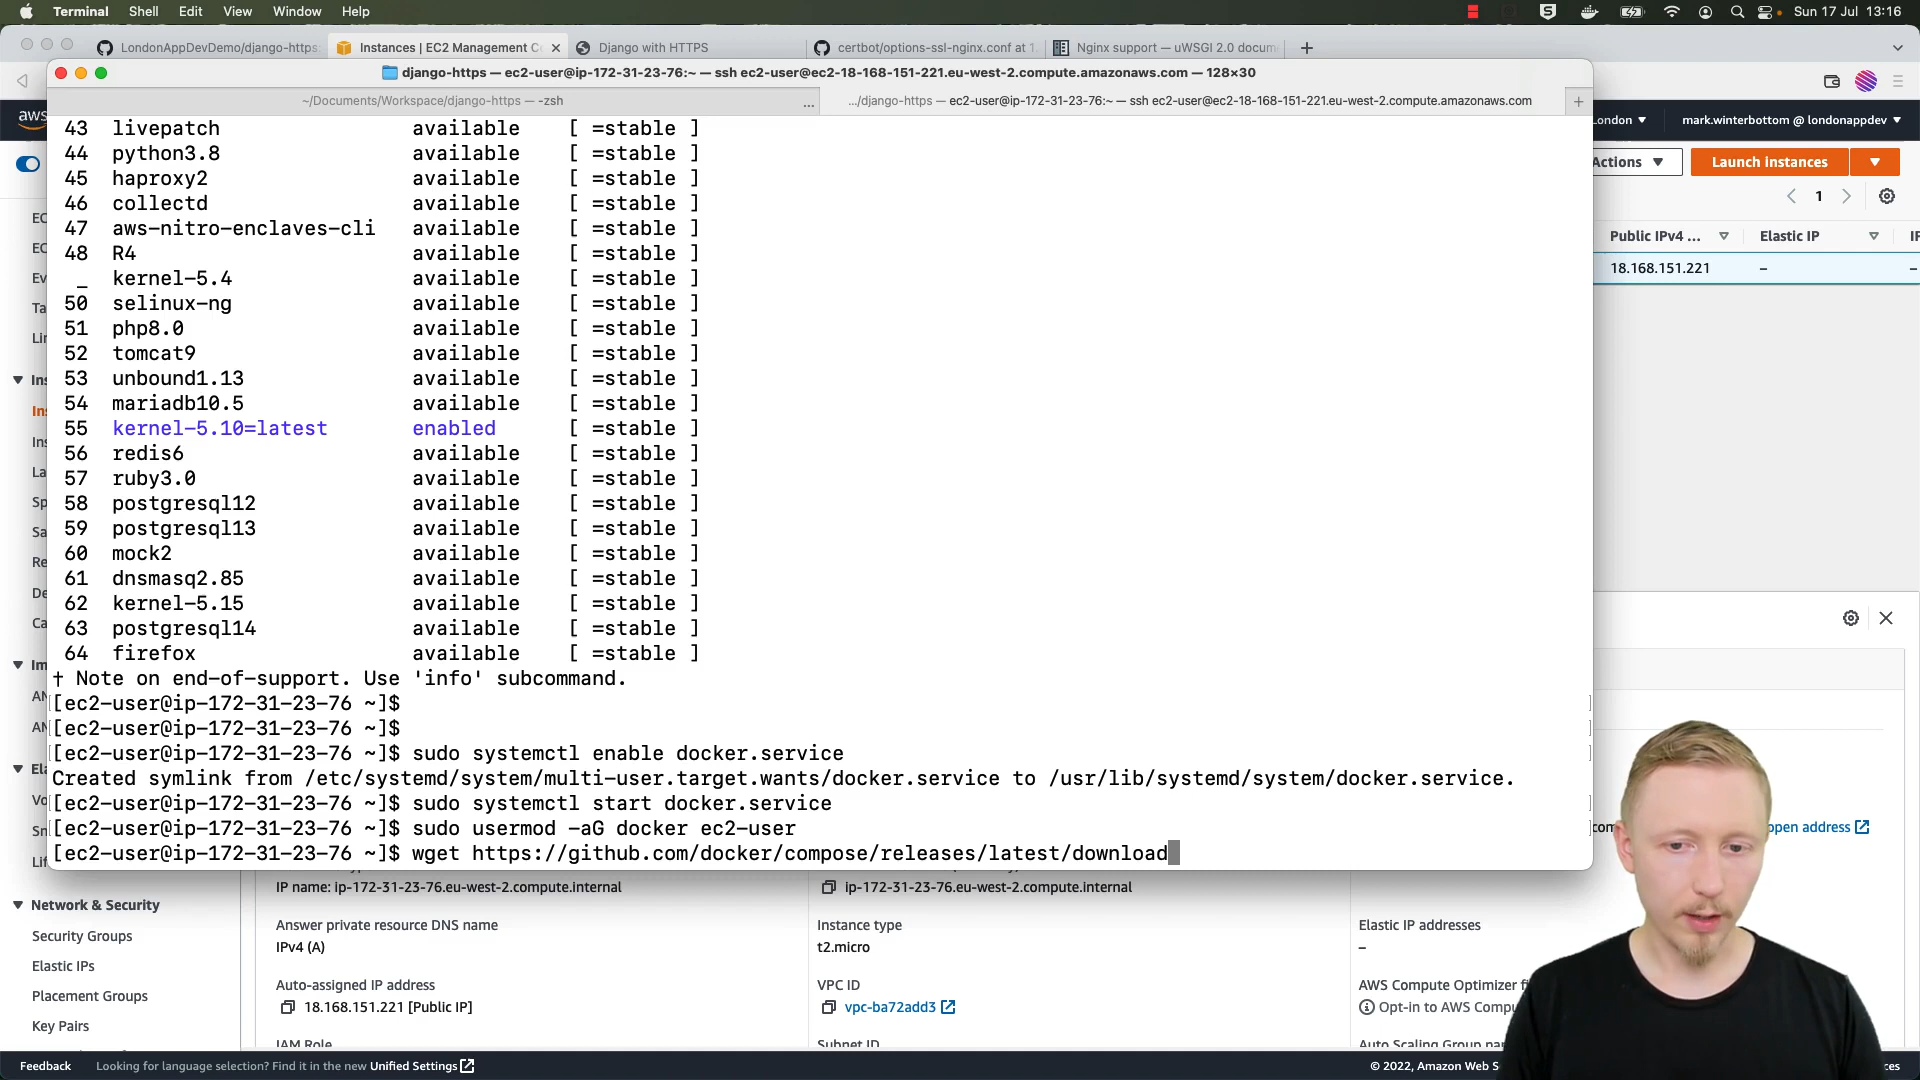 Terminal Shell Edit View Window Help
Sun 17 Jul 13:16
LondonAppDevDemo/django-https:
Instances | EC2 Management C
Django with HTTPS
certbot/options-ssl-nginx.conf at 1.
Nginx support — uWSGI 2.0 docum
django-https — ec2-user@ip-172-31-23-76:~ — ssh ec2-user@ec2-18-168-151-221.eu-west-2.compute.amazonaws.com — 128×30
~/Documents/Workspace/django-https — -zsh
...
.../django-https — ec2-user@ip-172-31-23-76:~ — ssh ec2-user@ec2-18-168-151-221.eu-west-2.compute.amazonaws.com
aws
mark.winterbottom @ londonappdev
43 livepatch available [ =stable ]
44 python3.8 available [ =stable ]
45 haproxy2 available [ =stable ]
46 collectd available [ =stable ]
47 aws-nitro-enclaves-cli available [ =stable ]
48 R4 available [ =stable ]
_ kernel-5.4 available [ =stable ]
50 selinux-ng available [ =stable ]
51 php8.0 available [ =stable ]
52 tomcat9 available [ =stable ]
53 unbound1.13 available [ =stable ]
54 mariadb10.5 available [ =stable ]
55 kernel-5.10=latest enabled [ =stable ]
56 redis6 available [ =stable ]
57 ruby3.0 available [ =stable ]
58 postgresql12 available [ =stable ]
59 postgresql13 available [ =stable ]
60 mock2 available [ =stable ]
61 dnsmasq2.85 available [ =stable ]
62 kernel-5.15 available [ =stable ]
63 postgresql14 available [ =stable ]
64 firefox available [ =stable ]
† Note on end-of-support. Use 'info' subcommand.
[ec2-user@ip-172-31-23-76 ~]$
[ec2-user@ip-172-31-23-76 ~]$
[ec2-user@ip-172-31-23-76 ~]$ sudo systemctl enable docker.service
Created symlink from /etc/systemd/system/multi-user.target.wants/docker.service to /usr/lib/systemd/system/docker.service.
[ec2-user@ip-172-31-23-76 ~]$ sudo systemctl start docker.service
[ec2-user@ip-172-31-23-76 ~]$ sudo usermod -aG docker ec2-user
[ec2-user@ip-172-31-23-76 ~]$ wget https://github.com/docker/compose/releases/latest/download
Actions
Launch instances
1
Public IPv4 ...
Elastic IP
18.168.151.221
–
–
open address
Network & Security
Security Groups
Elastic IPs
Placement Groups
Key Pairs
IP name: ip-172-31-23-76.eu-west-2.compute.internal
ip-172-31-23-76.eu-west-2.compute.internal
Answer private resource DNS name
IPv4 (A)
Instance type
t2.micro
Elastic IP addresses
–
Auto-assigned IP address
18.168.151.221 [Public IP]
VPC ID
vpc-ba72add3
AWS Compute Optimizer
Opt-in to AWS
IAM Role
Subnet ID
Auto Scaling Group
Feedback
Looking for language selection? Find it in the new Unified Settings
© 2022, Amazon Web S